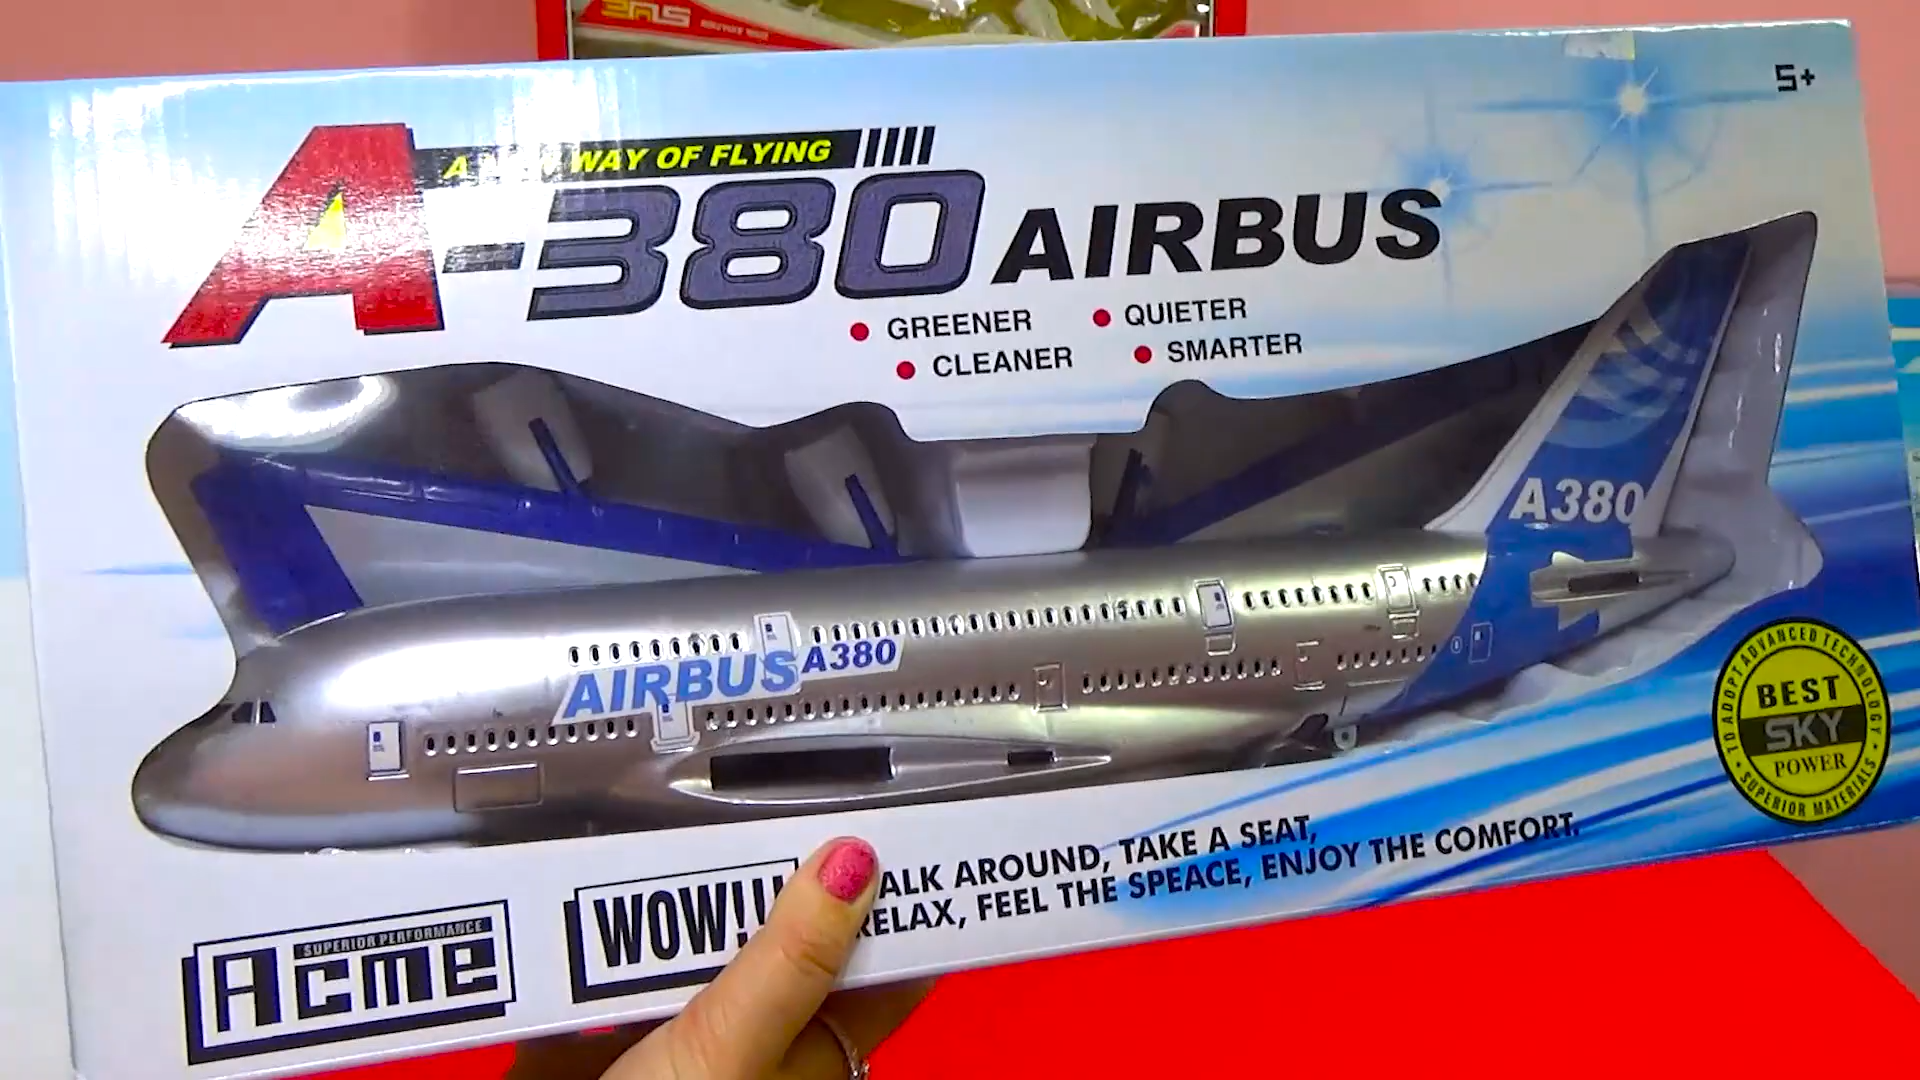 5+
A WAY OF FLYING
A-380 AIRBUS
GREENER QUIETER
CLEANER SMARTER
A380
AIRBUS A380
TO ADOPT ADVANCED TECHNOLOGY
BEST
SKY
POWER
SUPERIOR MATERIALS
ALK AROUND, TAKE A SEAT,
RELAX, FEEL THE SPEACE, ENJOY THE COMFORT.
WOW!!
SUPERIOR PERFORMANCE
Acme